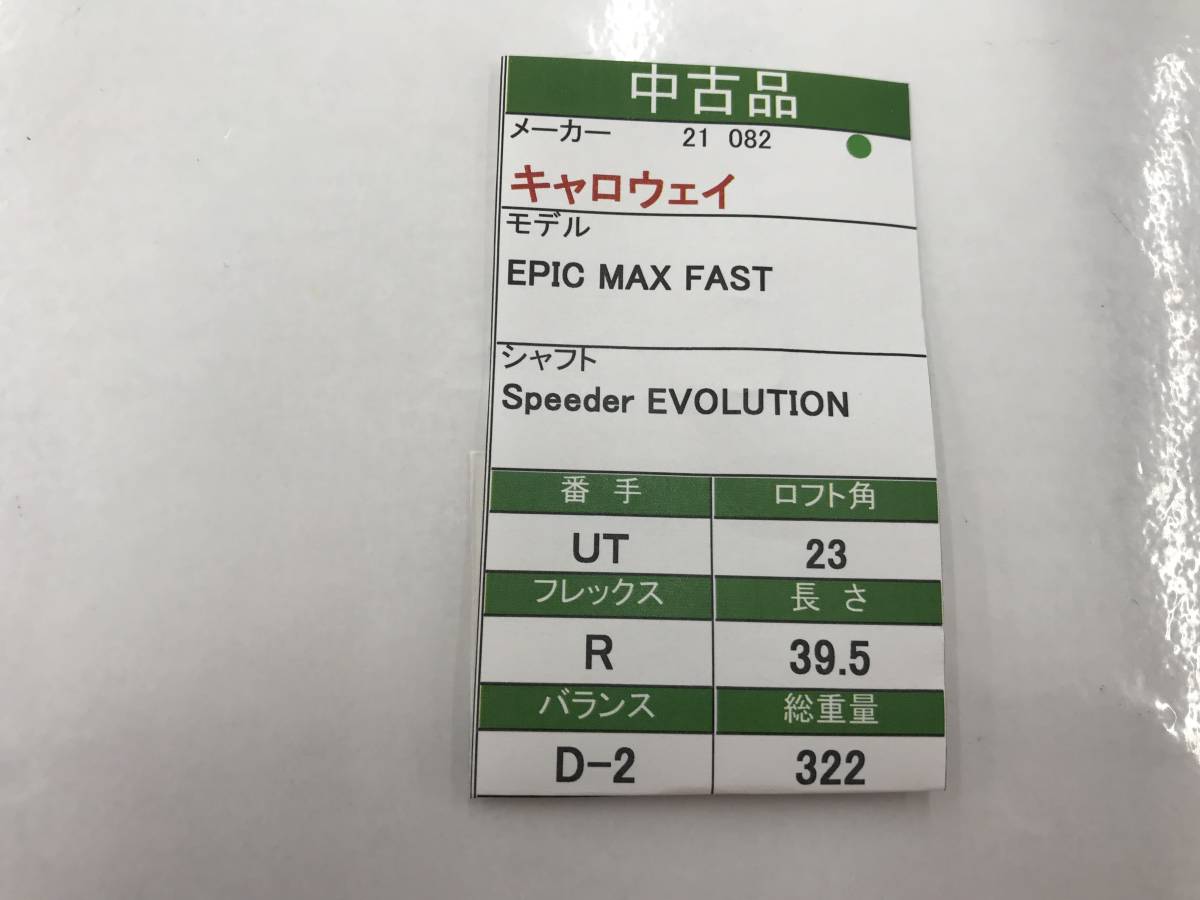 中古品
メーカー 21 082
キャロウェイ
モデル
EPIC MAX FAST
シャフト
Speeder EVOLUTION
番 手 ロフト角
UT 23
フレックス 長 さ
R 39.5
バランス 総重量
D-2 322